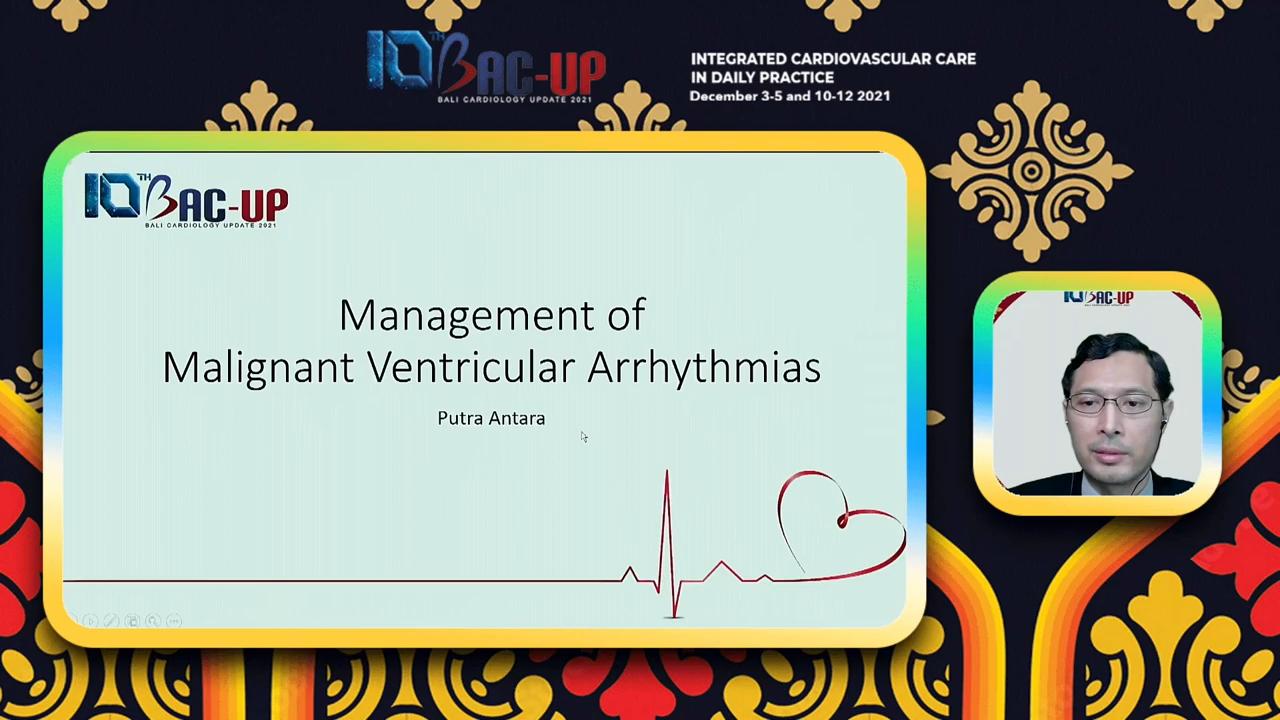 10TH BAC-UP
BALI CARDIOLOGY UPDATE 2021
INTEGRATED CARDIOVASCULAR CARE
IN DAILY PRACTICE
December 3-5 and 10-12 2021
10TH BAC-UP
BALI CARDIOLOGY UPDATE 2021
Management of
Malignant Ventricular Arrhythmias
Putra Antara
10 BAC-UP